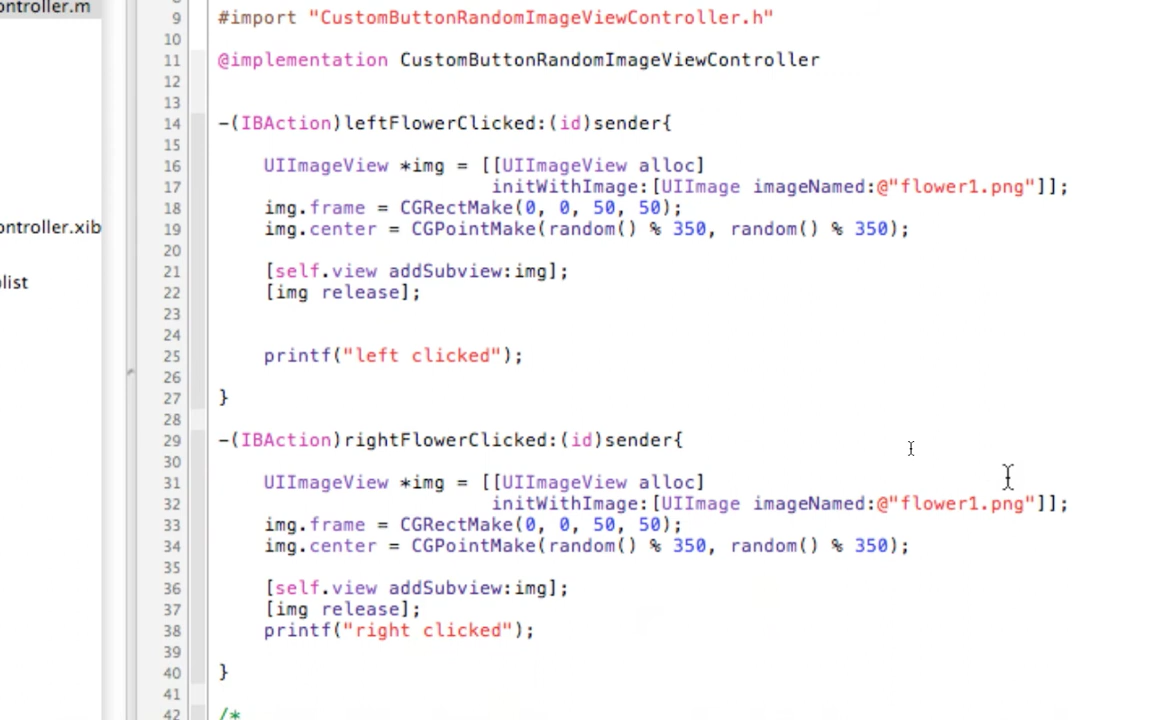 ontroller.m
ontroller.xib
list
9 #import "CustomButtonRandomImageViewController.h"
10
11 @implementation CustomButtonRandomImageViewController
12
13
14 -(IBAction)leftFlowerClicked:(id)sender{
15
16 UIImageView *img = [[UIImageView alloc]
17 initWithImage:[UIImage imageNamed:@"flower1.png"]];
18 img.frame = CGRectMake(0, 0, 50, 50);
19 img.center = CGPointMake(random() % 350, random() % 350);
20
21 [self.view addSubview:img];
22 [img release];
23
24
25 printf("left clicked");
26
27 }
28
29 -(IBAction)rightFlowerClicked:(id)sender{
30
31 UIImageView *img = [[UIImageView alloc]
32 initWithImage:[UIImage imageNamed:@"flower1.png"]];
33 img.frame = CGRectMake(0, 0, 50, 50);
34 img.center = CGPointMake(random() % 350, random() % 350);
35
36 [self.view addSubview:img];
37 [img release];
38 printf("right clicked");
39
40 }
41
42 /*